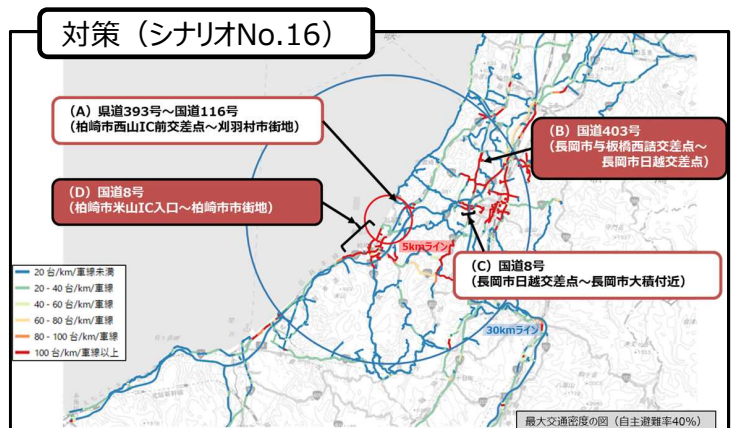 対策（シナリオNo.16）
（A）県道393号～国道116号
（柏崎市西山IC前交差点～刈羽村市街地）
（B）国道403号
（長岡市与板橋西詰交差点～
長岡市日越交差点）
（D）国道8号
（柏崎市米山IC入口～柏崎市市街地）
5kmライン
（C）国道8号
（長岡市日越交差点～長岡市大積付近）
30kmライン
20 台/km/車線未満
20 - 40 台/km/車線
40 - 60 台/km/車線
60 - 80 台/km/車線
80 - 100 台/km/車線
100 台/km/車線以上
最大交通密度の図（自主避難率40%）